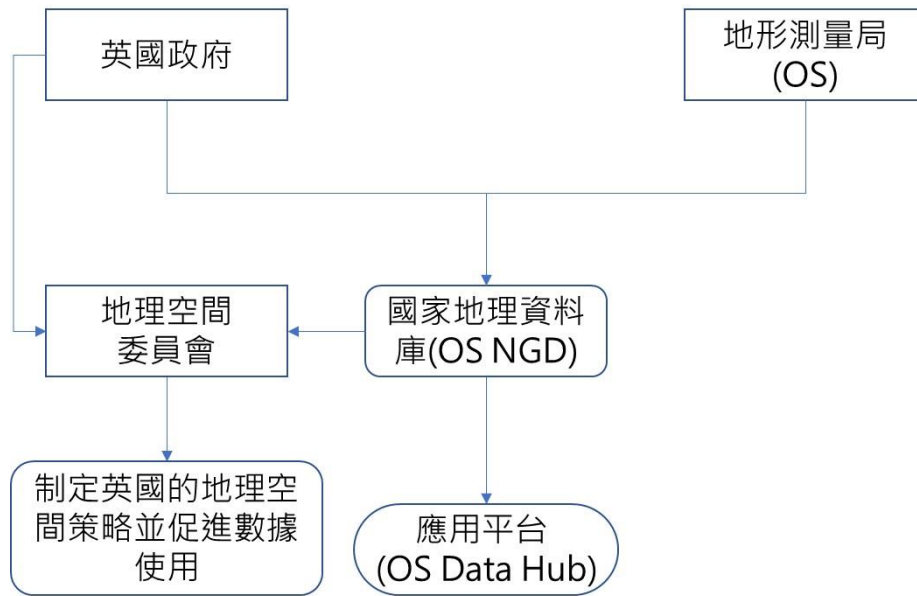 英國政府
地形測量局
(OS)
地理空間
委員會
國家地理資料
庫(OS NGD)
制定英國的地理空
間策略並促進數據
使用
應用平台
(OS Data Hub)